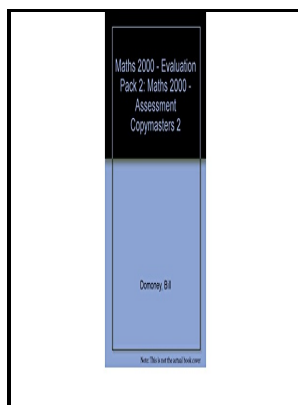 Maths 2000 - Evaluation
Pack 2: Maths 2000 -
Assessment
Copymasters 2
Domoney, Bill
Note: This is not the actual book cover